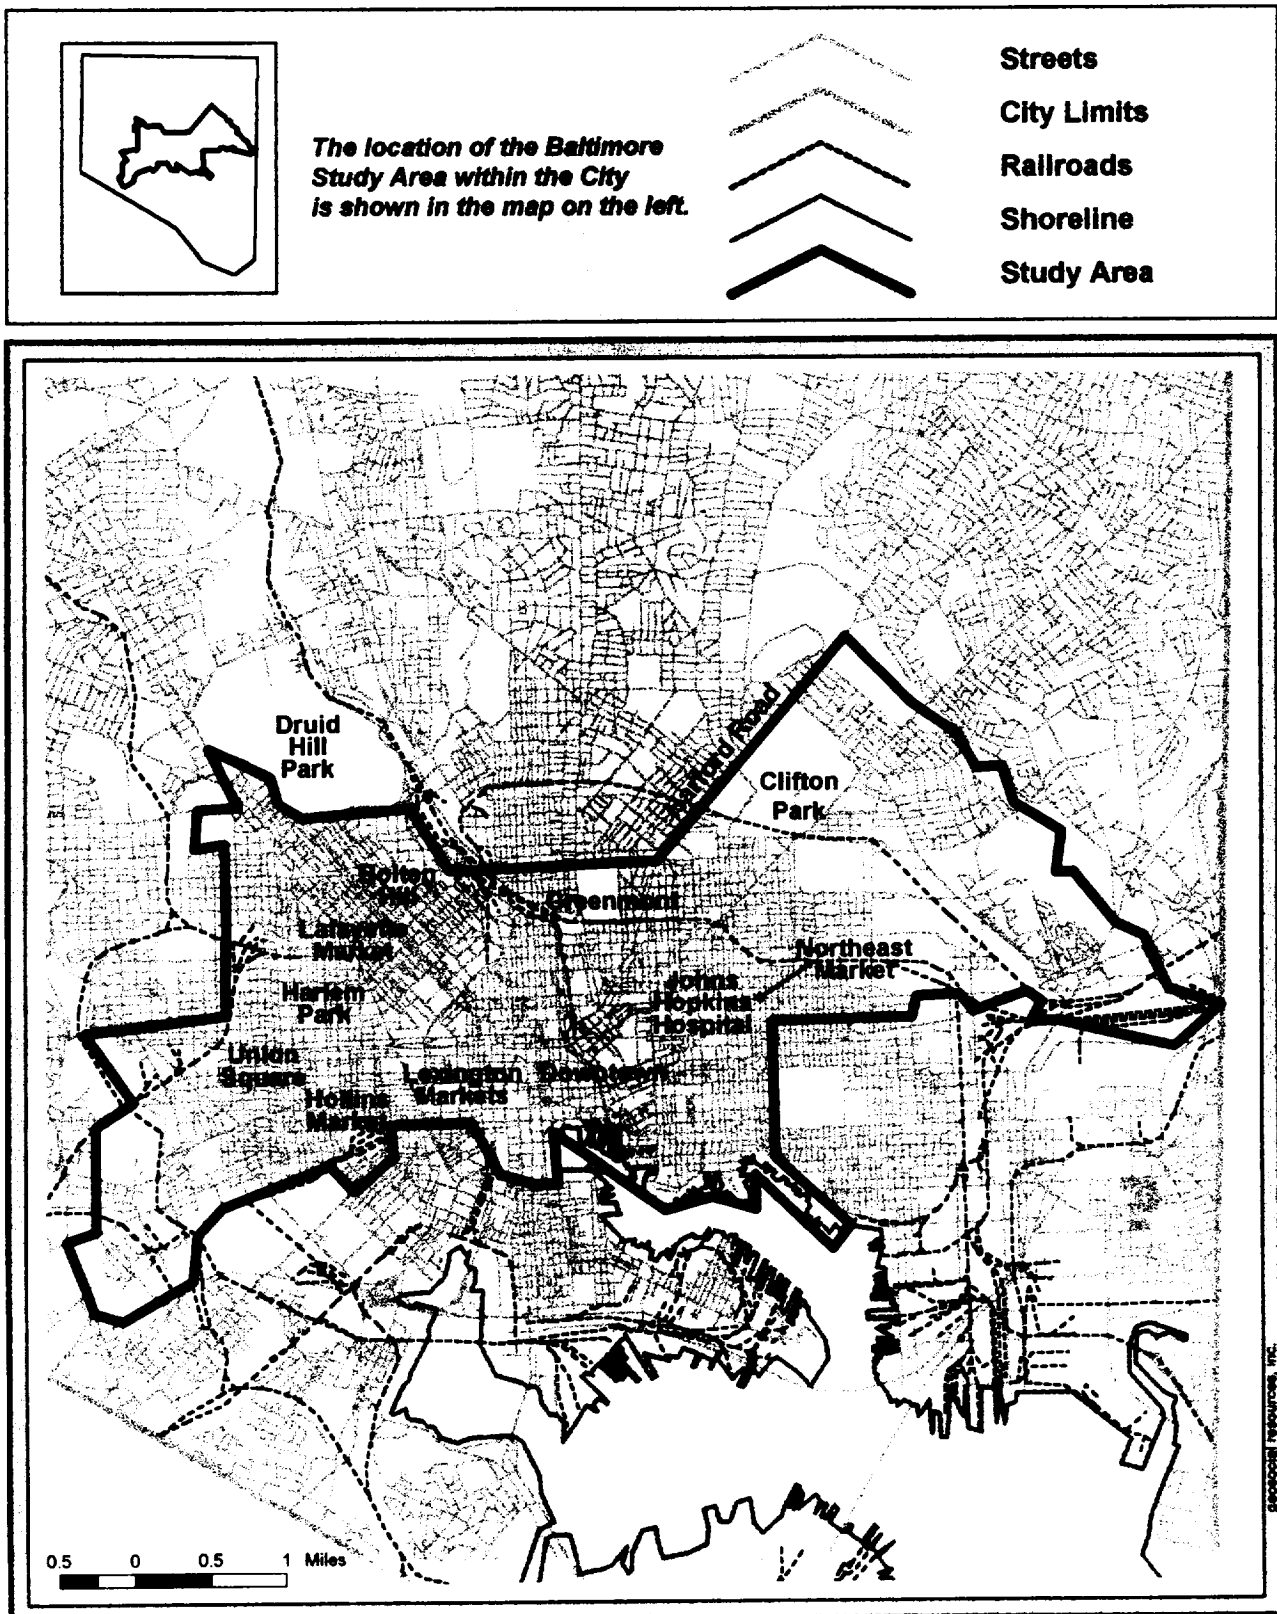 The location of the Baltimore
Study Area within the City
is shown in the map on the left.
Streets
City Limits
Railroads
Shoreline
Study Area
Druid
Hill
Park
Harford Road
Clifton
Park
Bolton
Hill
Greenmont
Lafayette
Market
Northeast
Market
Johns
Hopkins
Hospital
Harlem
Park
Union
Square
Lexington
Markets
Downtown
Hollins
Market
0.5 0 0.5 1 Miles
geosocial resources, inc.